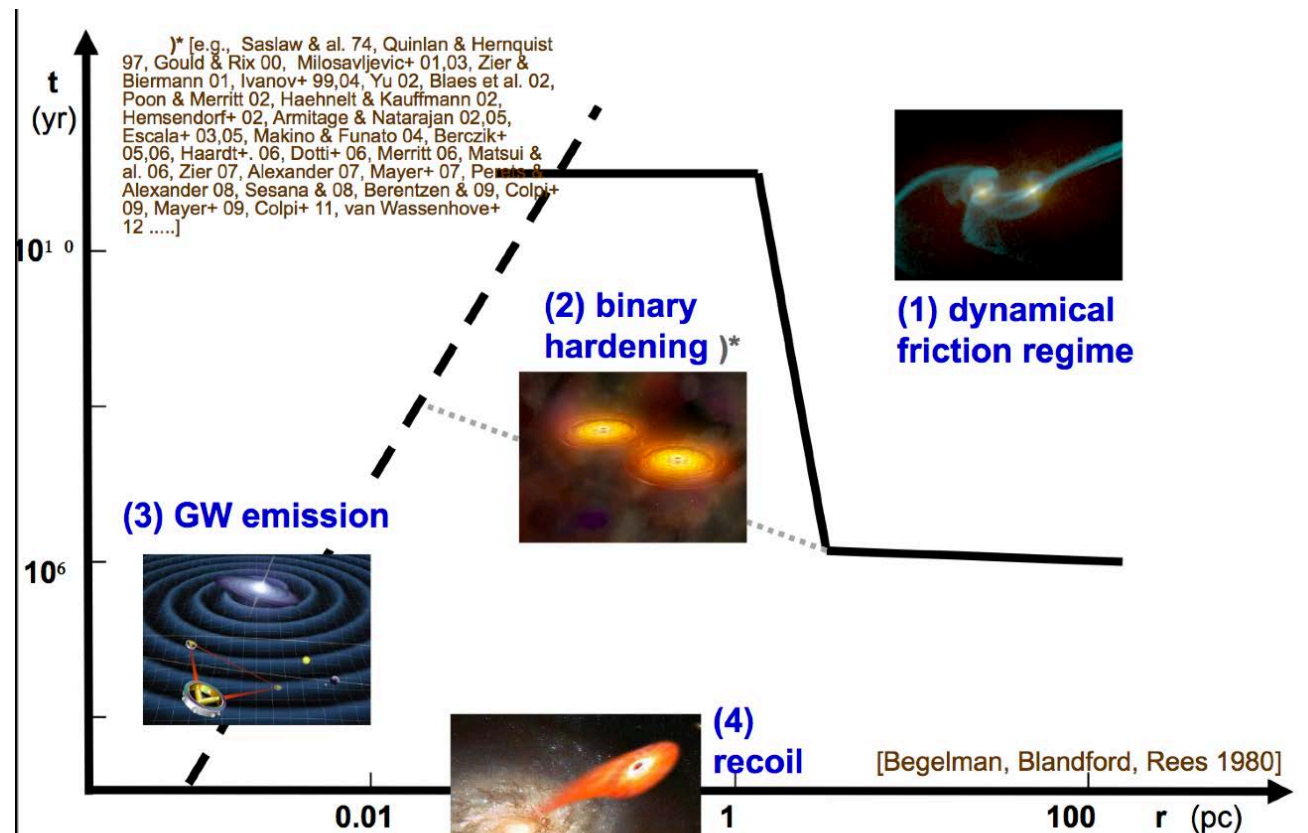 )* [e.g., Saslaw & al. 74, Quinlan & Hernquist
97, Gould & Rix 00, Milosavljevic+ 01,03, Zier &
Biermann 01, Ivanov+ 99,04, Yu 02, Blaes et al. 02,
Poon & Merritt 02, Haehnelt & Kauffmann 02,
Hemsendorf+ 02, Armitage & Natarajan 02,05,
Escala+ 03,05, Makino & Funato 04, Berczik+
05,06, Haardt+. 06, Dotti+ 06, Merritt 06, Matsui &
al. 06, Zier 07, Alexander 07, Mayer+ 07, Perets &
Alexander 08, Sesana & 08, Berentzen & 09, Colpi+
09, Mayer+ 09, Colpi+ 11, van Wassenhove+
12 .....]
t
(yr)
10¹⁰
10⁶
(1) dynamical
friction regime
(2) binary
hardening )*
(3) GW emission
(4)
recoil
[Begelman, Blandford, Rees 1980]
0.01
1
100
r (pc)